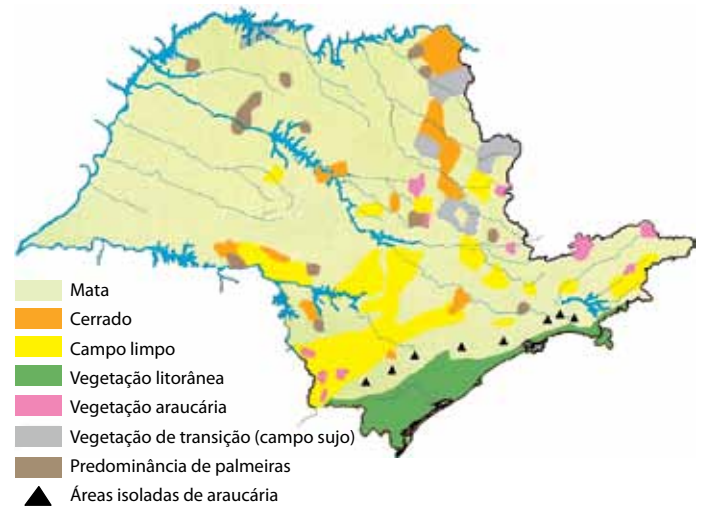 Mata
Cerrado
Campo limpo
Vegetação litorânea
Vegetação araucária
Vegetação de transição (campo sujo)
Predominância de palmeiras
Áreas isoladas de araucária